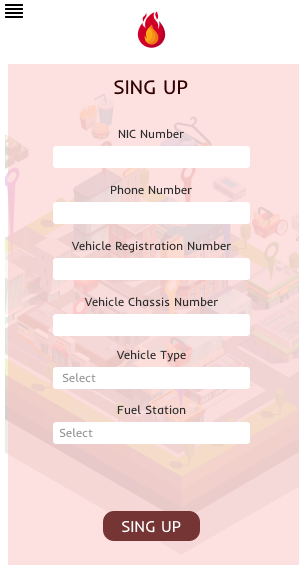 SING UP
NIC Number
Phone Number
Vehicle Registration Number
Vehicle Chassis Number
Vehicle Type
Select
Fuel Station
Select
SING UP